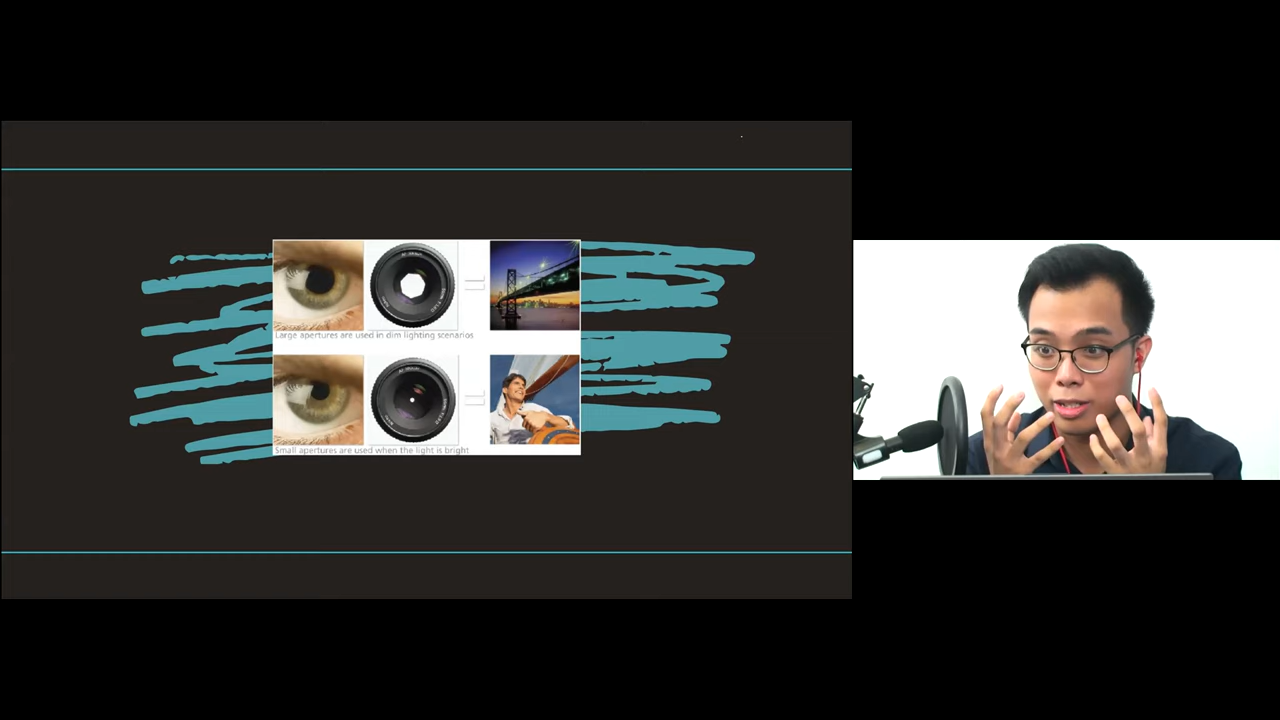 Large apertures are used in dim lighting scenarios
Small apertures are used when the light is bright